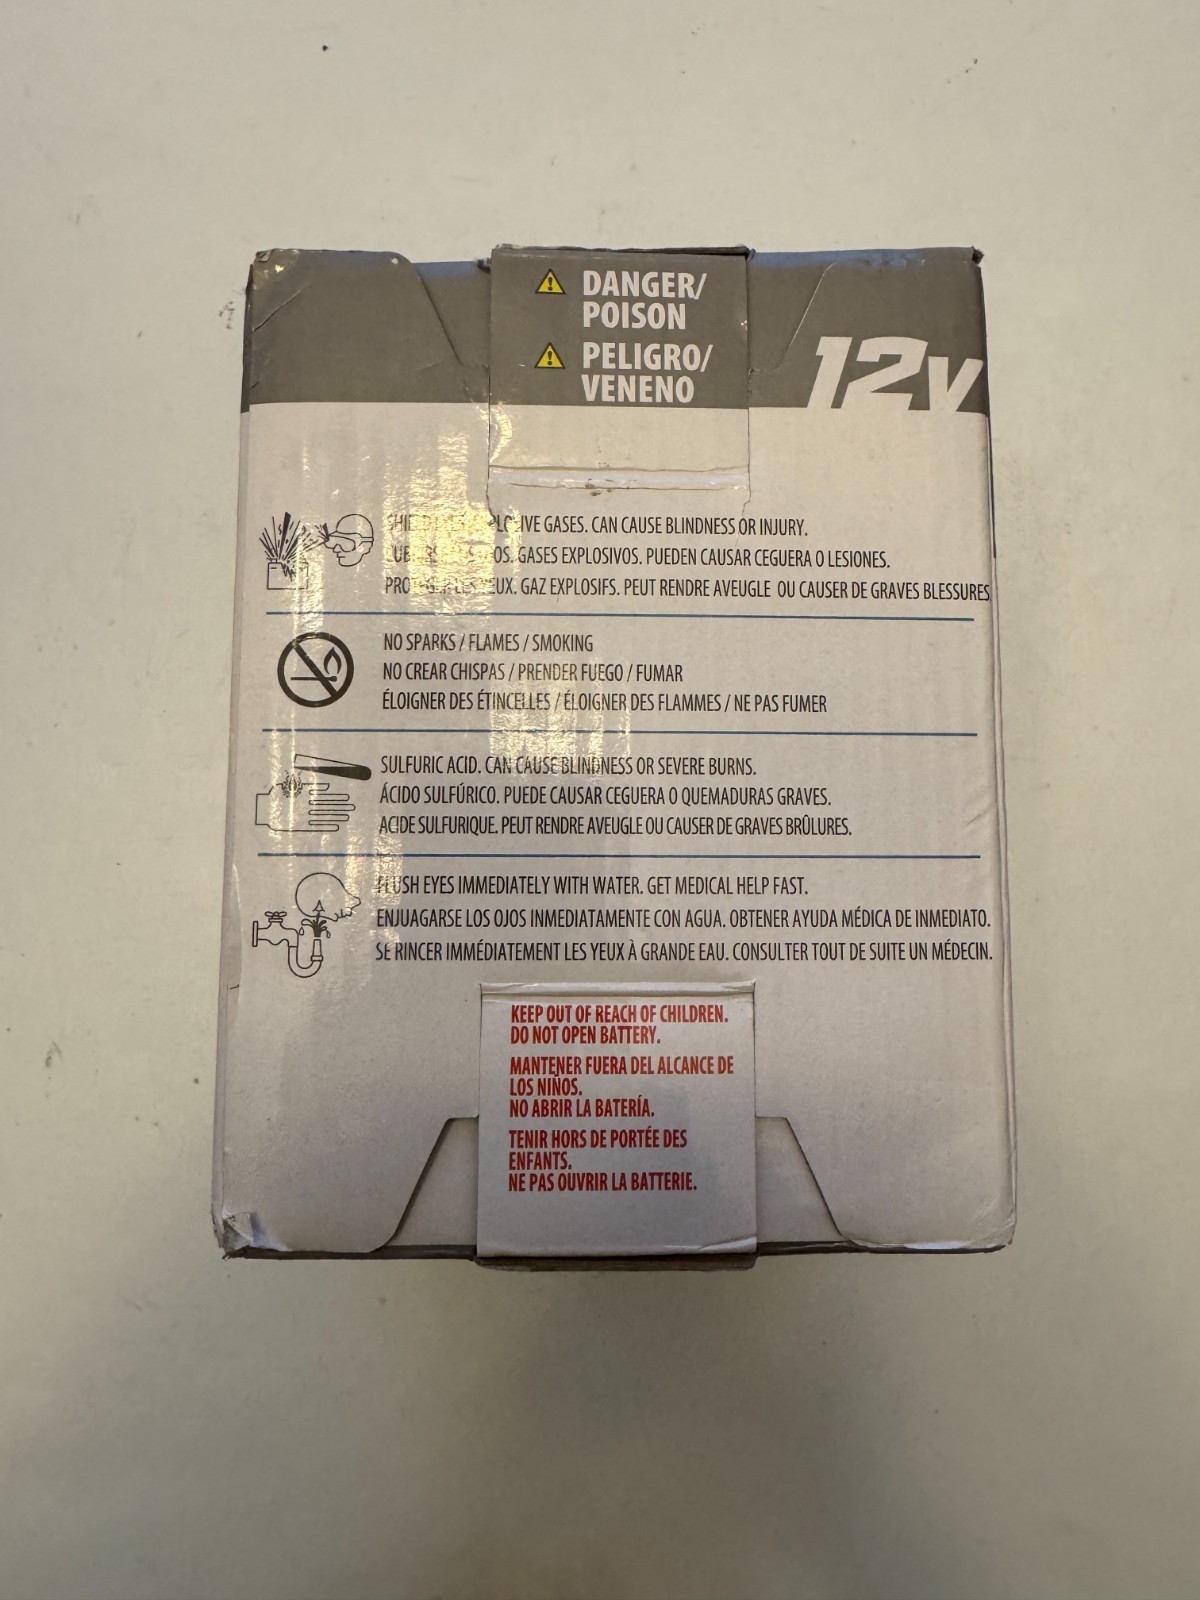 DANGER/
POISON
PELIGRO/
VENENO
12v
GASES. CAN CAUSE BLINDNESS OR INJURY.
GASES EXPLOSIVOS. PUEDEN CAUSAR CEGUERA O LESIONES.
GAZ EXPLOSIFS. PEUT RENDRE AVEUGLE OU CAUSER DE GRAVES BLESSURES
NO SPARKS / FLAMES / SMOKING
NO CREAR CHISPAS / PRENDER FUEGO / FUMAR
ÉLOIGNER DES ÉTINCELLES / ÉLOIGNER DES FLAMMES / NE PAS FUMER
SULFURIC ACID. CAN CAUSE BLINDNESS OR SEVERE BURNS.
ÁCIDO SULFÚRICO. PUEDE CAUSAR CEGUERA O QUEMADURAS GRAVES.
ACIDE SULFURIQUE. PEUT RENDRE AVEUGLE OU CAUSER DE GRAVES BRÛLURES.
FLUSH EYES IMMEDIATELY WITH WATER. GET MEDICAL HELP FAST.
ENJUAGARSE LOS OJOS INMEDIATAMENTE CON AGUA. OBTENER AYUDA MÉDICA DE INMEDIATO.
SE RINCER IMMÉDIATEMENT LES YEUX À GRANDE EAU. CONSULTER TOUT DE SUITE UN MÉDECIN.
KEEP OUT OF REACH OF CHILDREN.
DO NOT OPEN BATTERY.
MANTENER FUERA DEL ALCANCE DE
LOS NIÑOS.
NO ABRIR LA BATERÍA.
TENIR HORS DE PORTÉE DES
ENFANTS.
NE PAS OUVRIR LA BATTERIE.